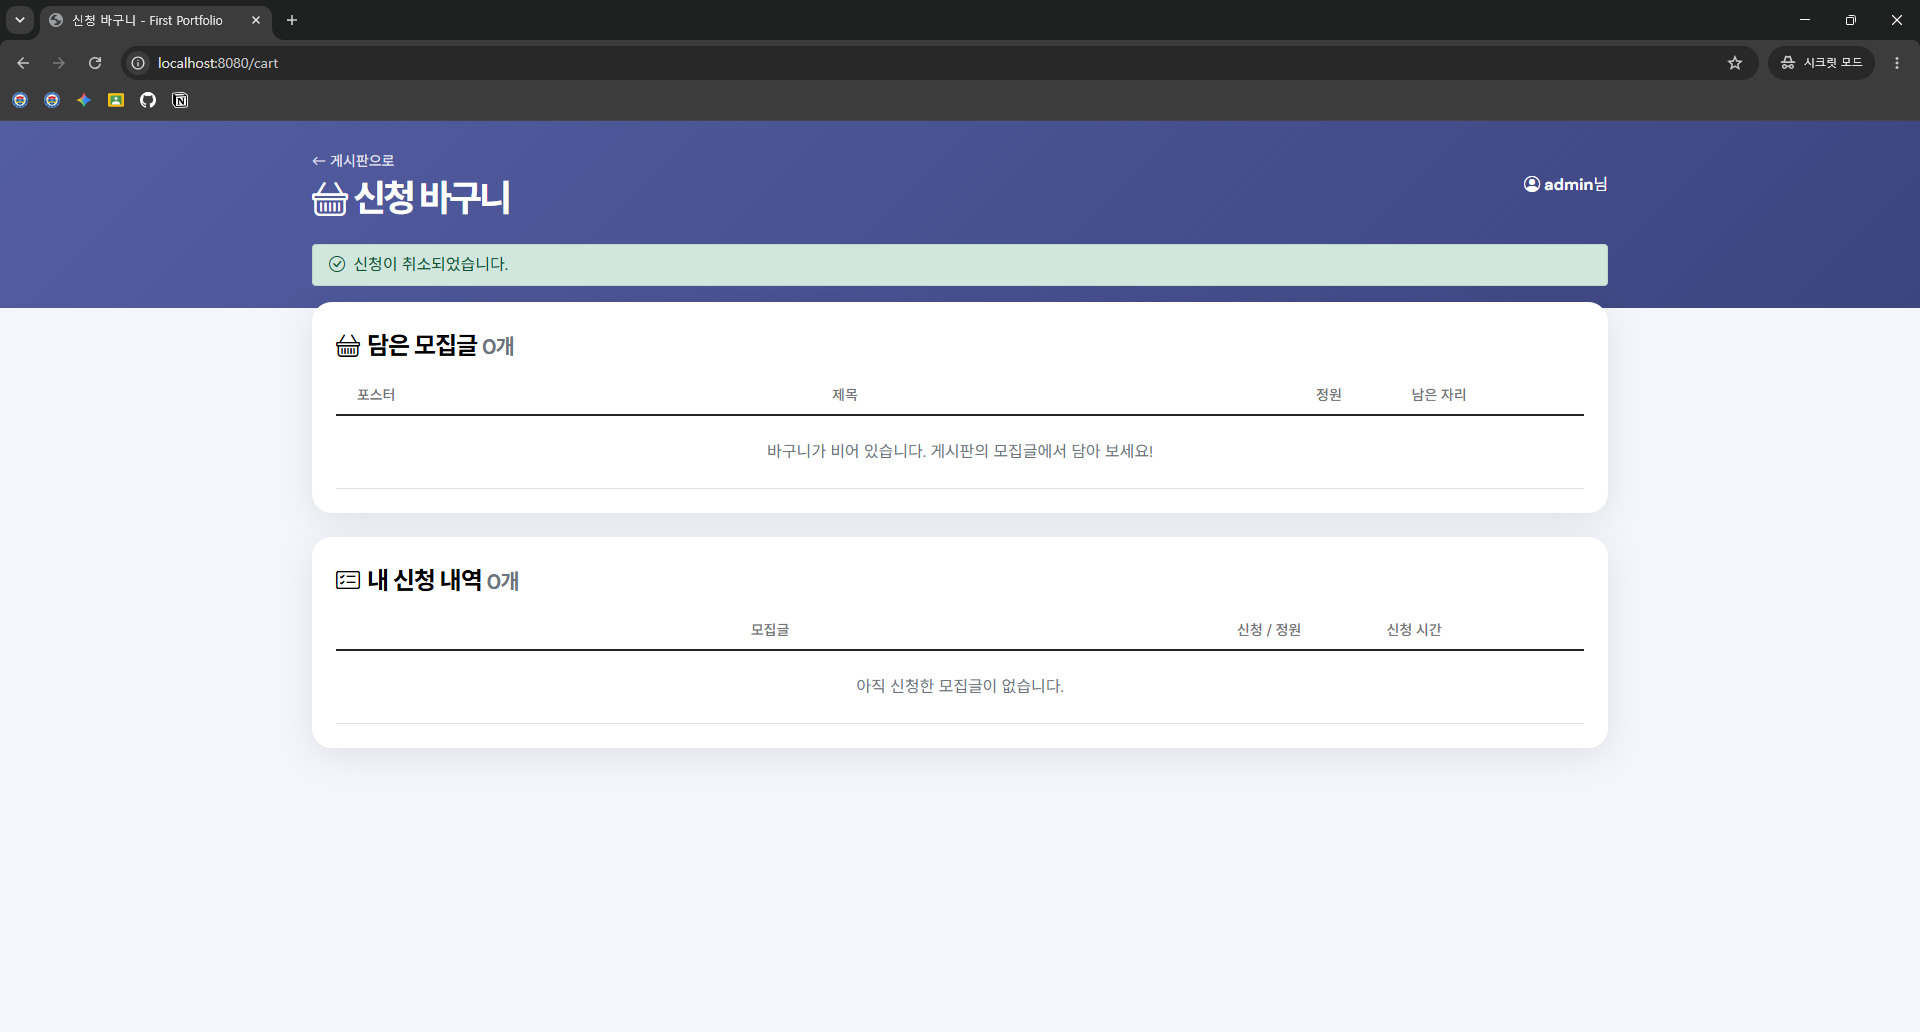 신청 바구니 - First Portfolio
localhost:8080/cart
시크릿 모드
← 게시판으로
신청 바구니
admin님
신청이 취소되었습니다.
담은 모집글 0개
포스터 제목 정원 남은 자리
바구니가 비어 있습니다. 게시판의 모집글에서 담아 보세요!
내 신청 내역 0개
모집글 신청 / 정원 신청 시간
아직 신청한 모집글이 없습니다.